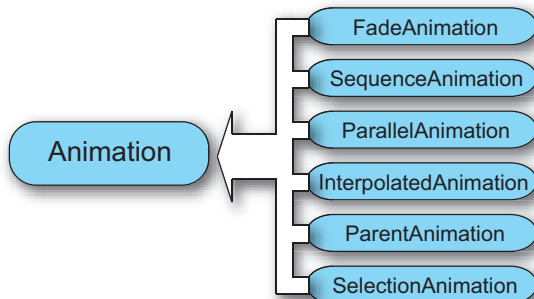 FadeAnimation
SequenceAnimation
ParallelAnimation
Animation
InterpolatedAnimation
ParentAnimation
SelectionAnimation